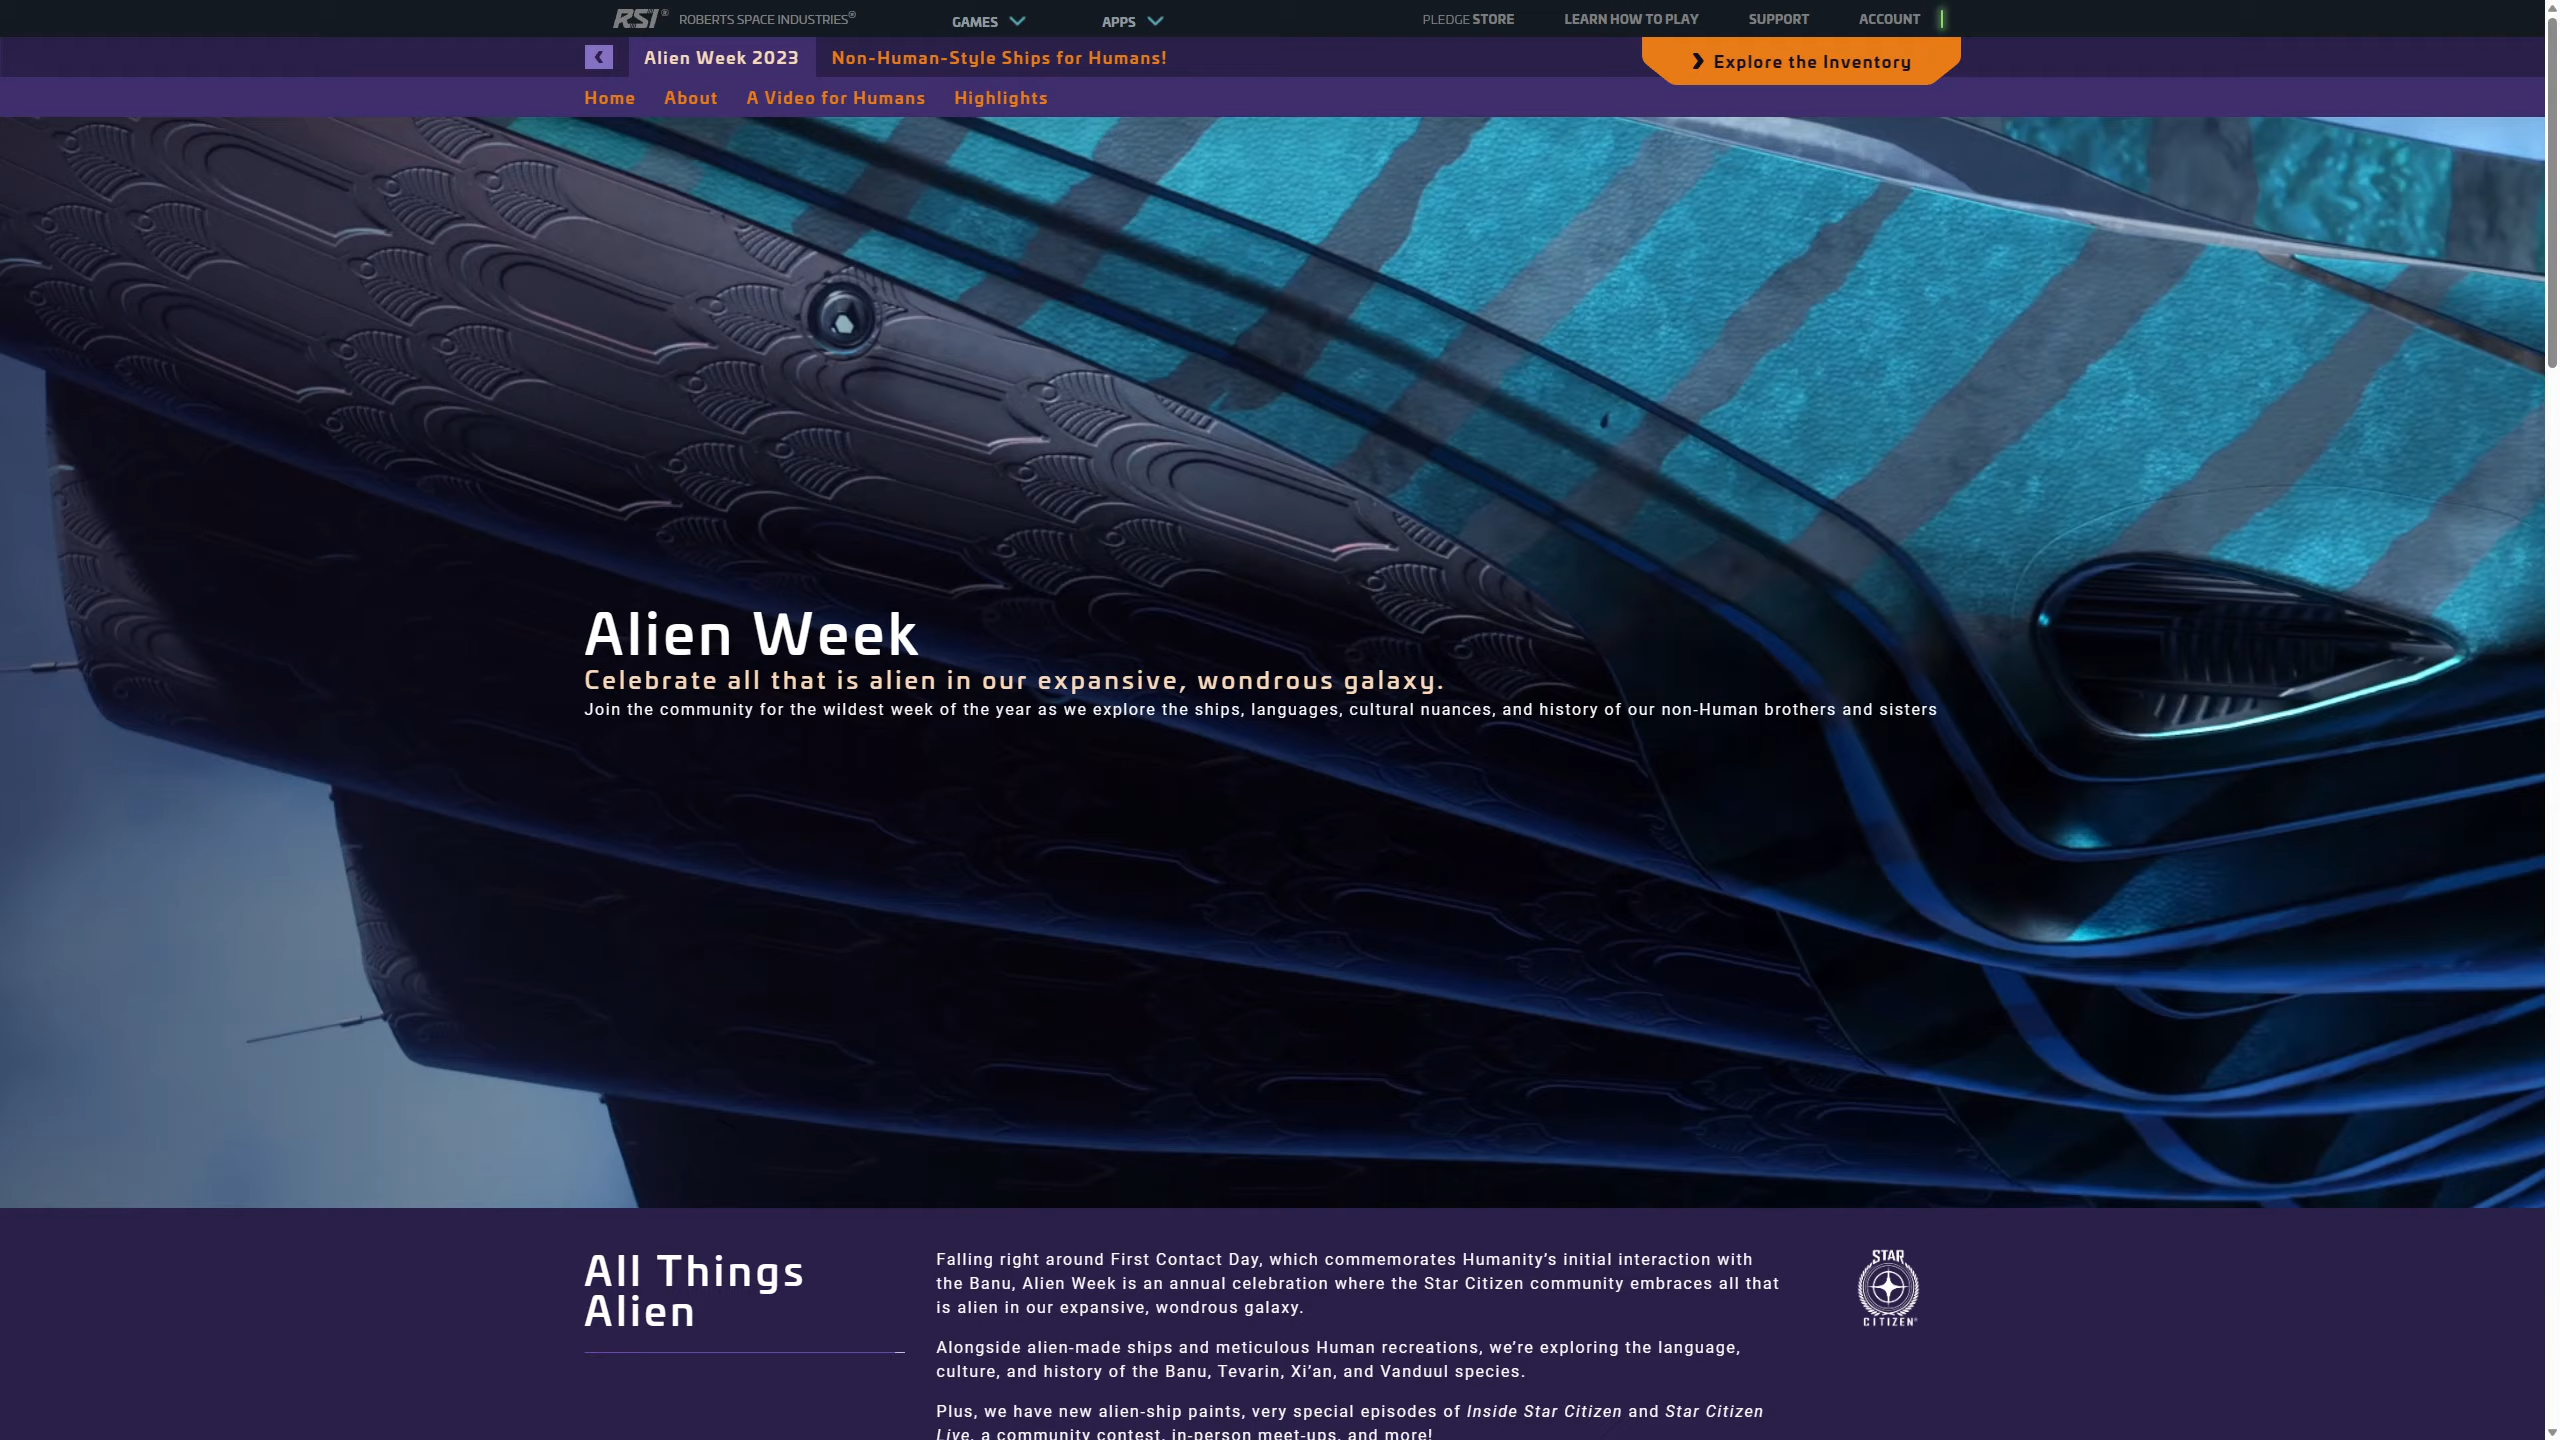 RSI® ROBERTS SPACE INDUSTRIES® GAMES APPS PLEDGE STORE LEARN HOW TO PLAY SUPPORT ACCOUNT
Alien Week 2023 Non-Human-Style Ships for Humans! Explore the Inventory
Home About A Video for Humans Highlights
Alien Week
Celebrate all that is alien in our expansive, wondrous galaxy.
Join the community for the wildest week of the year as we explore the ships, languages, cultural nuances, and history of our non-Human brothers and sisters
All Things
Alien
Falling right around First Contact Day, which commemorates Humanity’s initial interaction with
the Banu, Alien Week is an annual celebration where the Star Citizen community embraces all that
is alien in our expansive, wondrous galaxy.
Alongside alien-made ships and meticulous Human recreations, we’re exploring the language,
culture, and history of the Banu, Tevarin, Xi’an, and Vanduul species.
Plus, we have new alien-ship paints, very special episodes of Inside Star Citizen and Star Citizen
Live, a community contest, in-person meet-ups, and more!
STAR
CITIZEN®